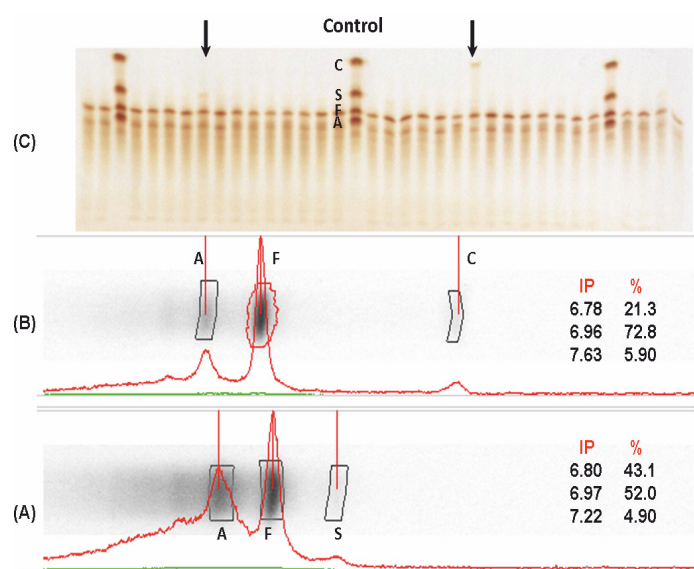 Control
C
S
F
A
(C)
A F C
(B)
IP %
6.78 21.3
6.96 72.8
7.63 5.90
IP %
6.80 43.1
6.97 52.0
7.22 4.90
(A)
A F S